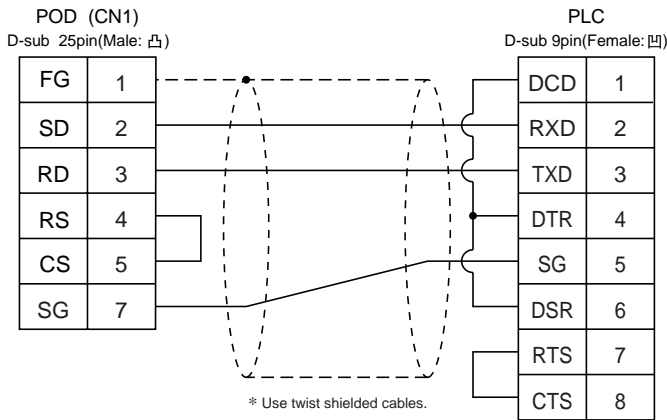 POD (CN1)
D-sub 25pin(Male: 凸)
FG 1
SD 2
RD 3
RS 4
CS 5
SG 7
PLC
D-sub 9pin(Female: 凹)
DCD 1
RXD 2
TXD 3
DTR 4
SG 5
DSR 6
RTS 7
CTS 8
* Use twist shielded cables.